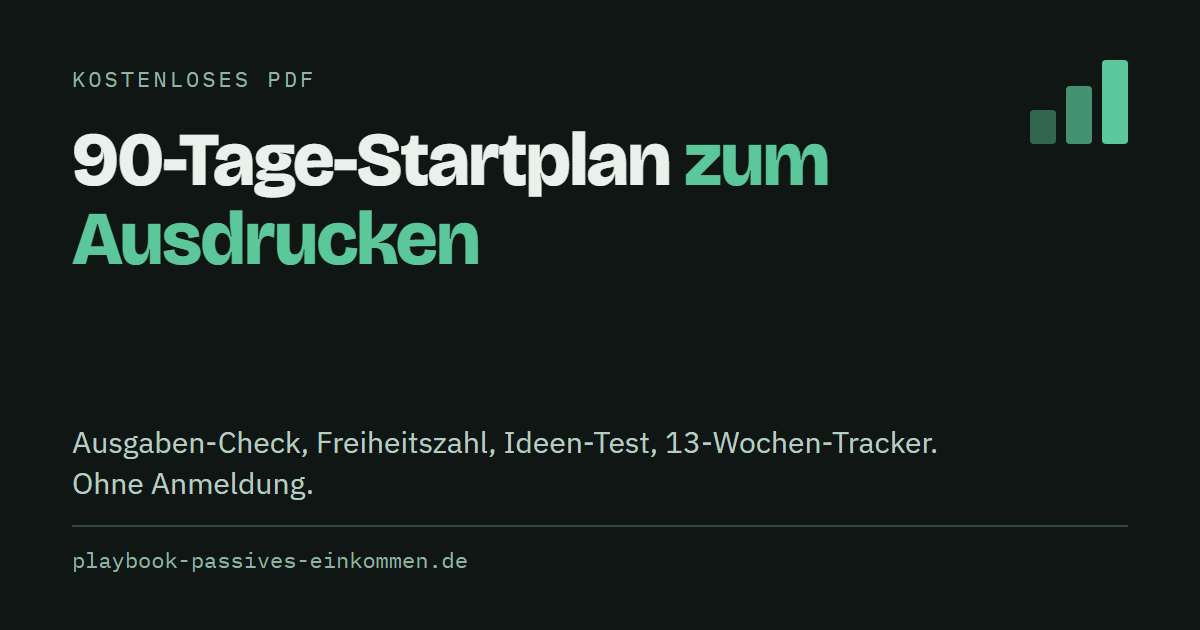 KOSTENLOSES PDF
90-Tage-Startplan zum
Ausdrucken
Ausgaben-Check, Freiheitszahl, Ideen-Test, 13-Wochen-Tracker.
Ohne Anmeldung.
playbook-passives-einkommen.de